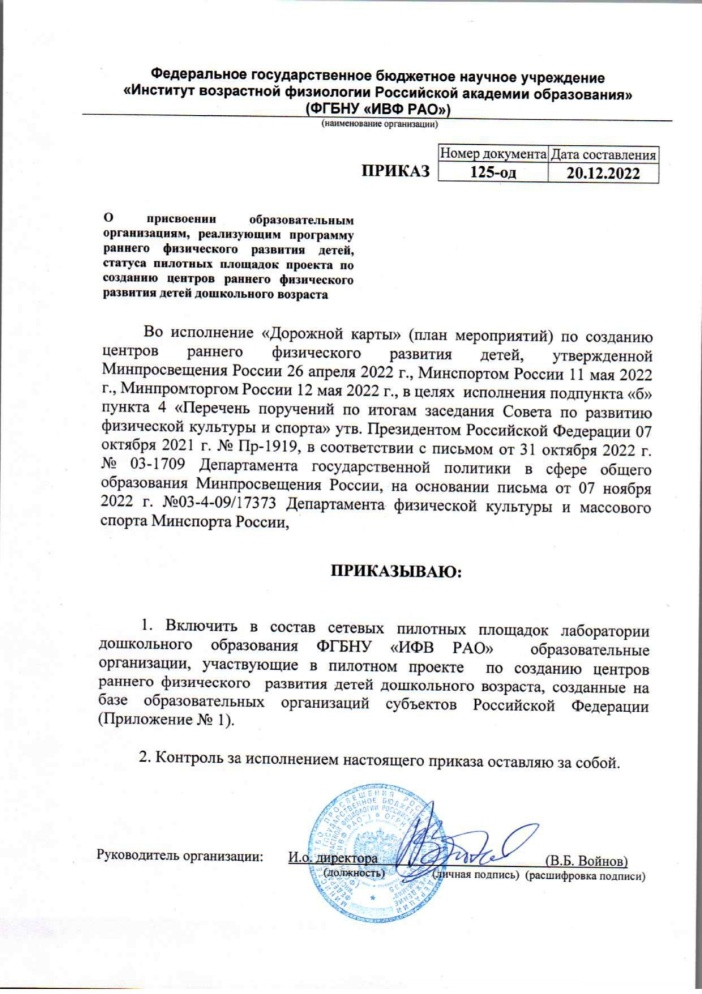 Федеральное государственное бюджетное научное учреждение
«Институт возрастной физиологии Российской академии образования»
(ФГБНУ «ИВФ РАО»)
(наименование организации)
Номер документа Дата составления
ПРИКАЗ 125-од 20.12.2022
О присвоении образовательным
организациям, реализующим программу
раннего физического развития детей,
статуса пилотных площадок проекта по
созданию центров раннего физического
развития детей дошкольного возраста
Во исполнение «Дорожной карты» (план мероприятий) по созданию
центров раннего физического развития детей, утвержденной
Минпросвещения России 26 апреля 2022 г., Минспортом России 11 мая 2022
г., Минпромторгом России 12 мая 2022 г., в целях исполнения подпункта «б»
пункта 4 «Перечень поручений по итогам заседания Совета по развитию
физической культуры и спорта» утв. Президентом Российской Федерации 07
октября 2021 г. № Пр-1919, в соответствии с письмом от 31 октября 2022 г.
№ 03-1709 Департамента государственной политики в сфере общего
образования Минпросвещения России, на основании письма от 07 ноября
2022 г. №03-4-09/17373 Департамента физической культуры и массового
спорта Минспорта России,
ПРИКАЗЫВАЮ:
1. Включить в состав сетевых пилотных площадок лаборатории
дошкольного образования ФГБНУ «ИФВ РАО» образовательные
организации, участвующие в пилотном проекте по созданию центров
раннего физического развития детей дошкольного возраста, созданные на
базе образовательных организаций субъектов Российской Федерации
(Приложение № 1).
2. Контроль за исполнением настоящего приказа оставляю за собой.
Руководитель организации: И.о. директора (В.Б. Войнов)
(должность) (личная подпись) (расшифровка подписи)